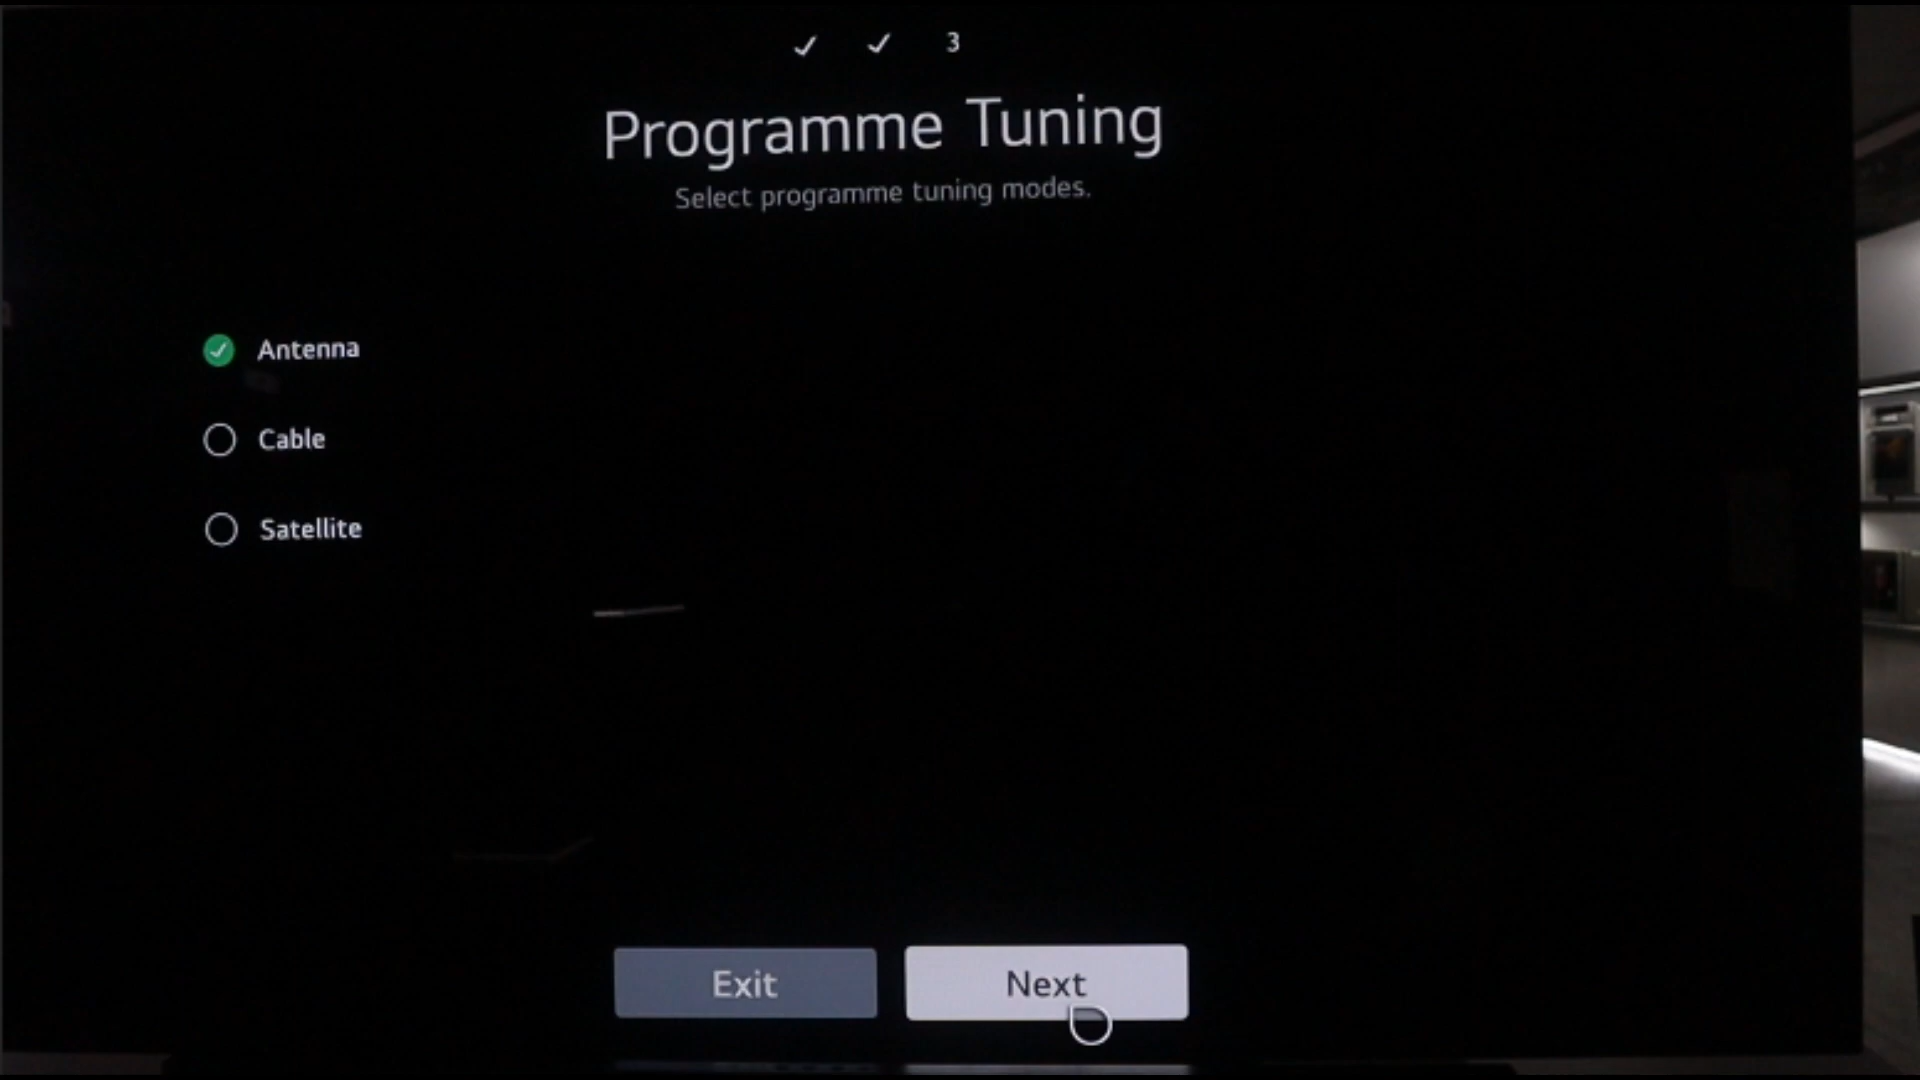 3
Programme Tuning
Select programme tuning modes.
Antenna
Cable
Satellite
Exit
Next